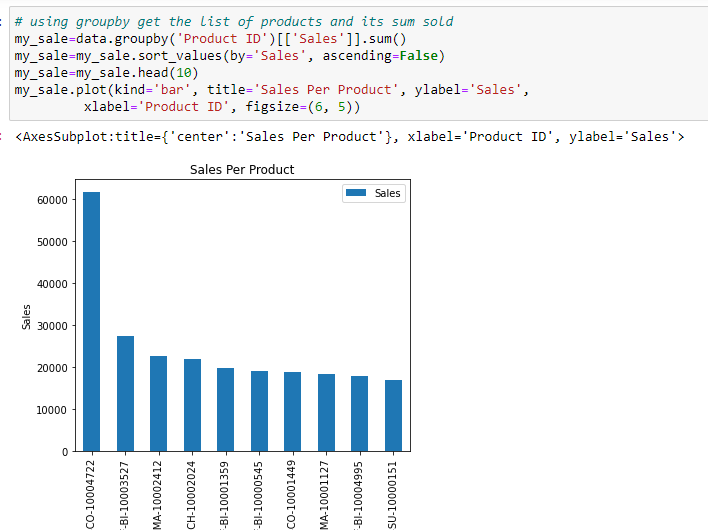 # using groupby get the list of products and its sum sold
my_sale=data.groupby('Product ID')[['Sales']].sum()
my_sale=my_sale.sort_values(by='Sales', ascending=False)
my_sale=my_sale.head(10)
my_sale.plot(kind='bar', title='Sales Per Product', ylabel='Sales',
xlabel='Product ID', figsize=(6, 5))
<AxesSubplot:title={'center':'Sales Per Product'}, xlabel='Product ID', ylabel='Sales'>
Sales Per Product
Sales
60000
50000
40000
30000
20000
10000
0
Sales
CO-10004722
-BI-10003527
MA-10002412
CH-10002024
-BI-10001359
-BI-10000545
CO-10001449
MA-10001127
-BI-10004995
SU-10000151